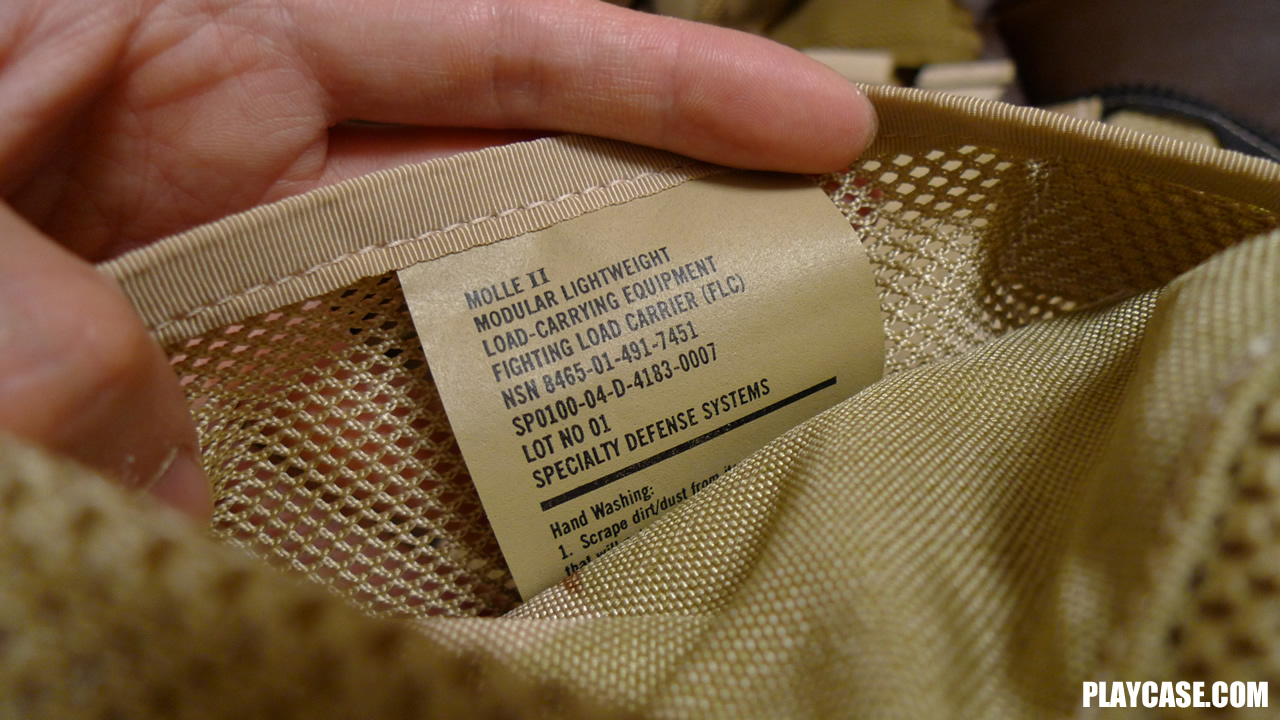 MOLLE II
MODULAR LIGHTWEIGHT
LOAD-CARRYING EQUIPMENT
FIGHTING LOAD CARRIER (FLC)
NSN 8465-01-491-7451
SP0100-04-D-4183-0007
LOT NO 01
SPECIALTY DEFENSE SYSTEMS
Hand Washing:
1. Scrape dirt/dust from
that
PLAYCASE.COM